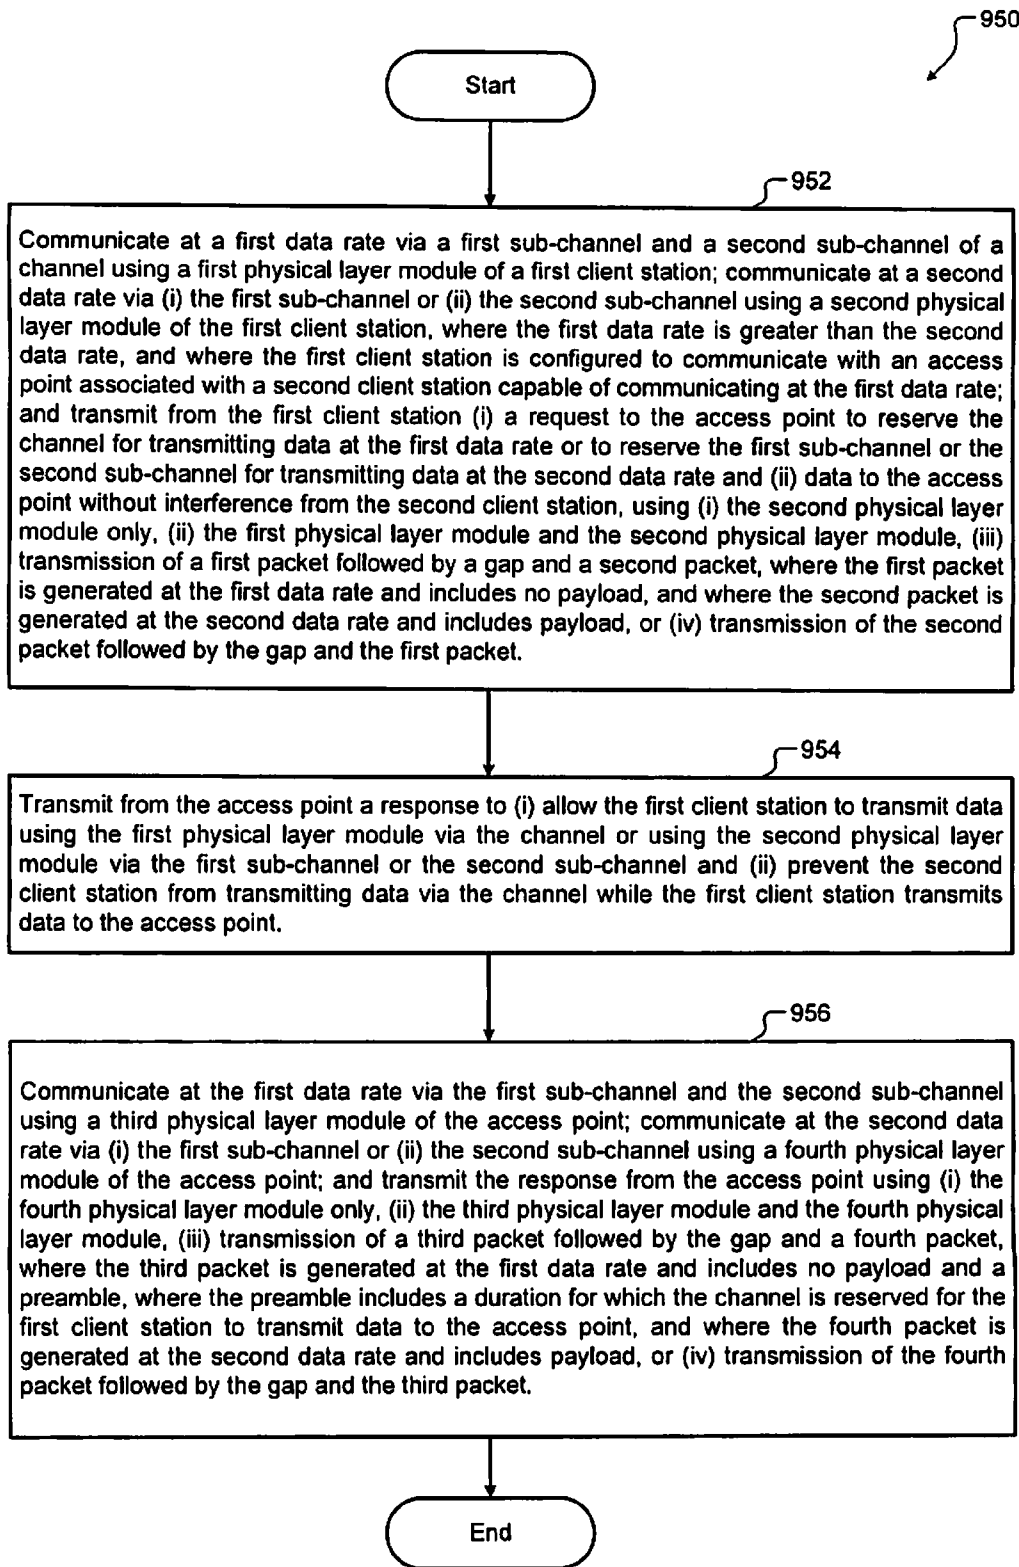 950
Start
952
Communicate at a first data rate via a first sub-channel and a second sub-channel of a
channel using a first physical layer module of a first client station; communicate at a second
data rate via (i) the first sub-channel or (ii) the second sub-channel using a second physical
layer module of the first client station, where the first data rate is greater than the second
data rate, and where the first client station is configured to communicate with an access
point associated with a second client station capable of communicating at the first data rate;
and transmit from the first client station (i) a request to the access point to reserve the
channel for transmitting data at the first data rate or to reserve the first sub-channel or the
second sub-channel for transmitting data at the second data rate and (ii) data to the access
point without interference from the second client station, using (i) the second physical layer
module only, (ii) the first physical layer module and the second physical layer module, (iii)
transmission of a first packet followed by a gap and a second packet, where the first packet
is generated at the first data rate and includes no payload, and where the second packet is
generated at the second data rate and includes payload, or (iv) transmission of the second
packet followed by the gap and the first packet.
954
Transmit from the access point a response to (i) allow the first client station to transmit data
using the first physical layer module via the channel or using the second physical layer
module via the first sub-channel or the second sub-channel and (ii) prevent the second
client station from transmitting data via the channel while the first client station transmits
data to the access point.
956
Communicate at the first data rate via the first sub-channel and the second sub-channel
using a third physical layer module of the access point; communicate at the second data
rate via (i) the first sub-channel or (ii) the second sub-channel using a fourth physical layer
module of the access point; and transmit the response from the access point using (i) the
fourth physical layer module only, (ii) the third physical layer module and the fourth physical
layer module, (iii) transmission of a third packet followed by the gap and a fourth packet,
where the third packet is generated at the first data rate and includes no payload and a
preamble, where the preamble includes a duration for which the channel is reserved for the
first client station to transmit data to the access point, and where the fourth packet is
generated at the second data rate and includes payload, or (iv) transmission of the fourth
packet followed by the gap and the third packet.
End